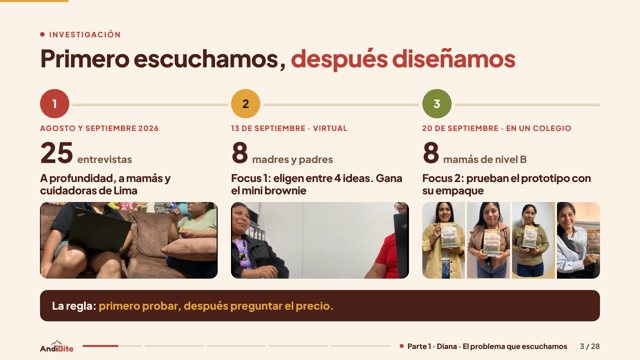 INVESTIGACIÓN
Primero escuchamos, después diseñamos
1
AGOSTO Y SEPTIEMBRE 2026
25 entrevistas
A profundidad, a mamás y
cuidadoras de Lima
2
13 DE SEPTIEMBRE · VIRTUAL
8 madres y padres
Focus 1: eligen entre 4 ideas. Gana
el mini brownie
3
20 DE SEPTIEMBRE · EN UN COLEGIO
8 mamás de nivel B
Focus 2: prueban el prototipo con
su empaque
La regla: primero probar, después preguntar el precio.
AndiBite
Parte 1 · Diana · El problema que escuchamos
3 / 28